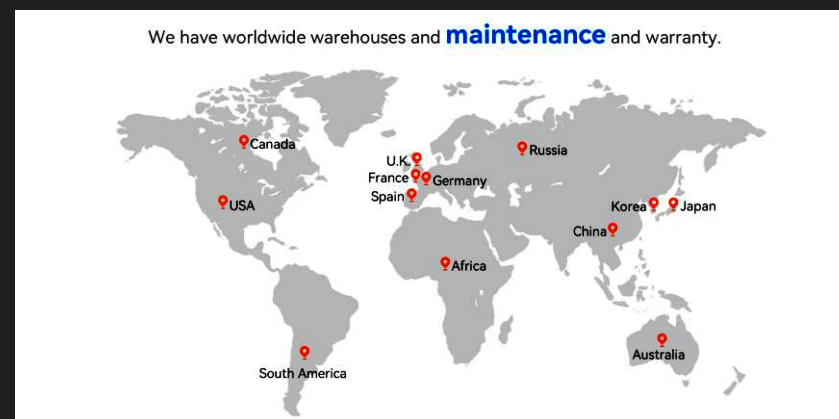 We have worldwide warehouses and maintenance and warranty.
Canada
Russia
U.K.
France
Germany
Spain
USA
Korea
Japan
China
Africa
South America
Australia